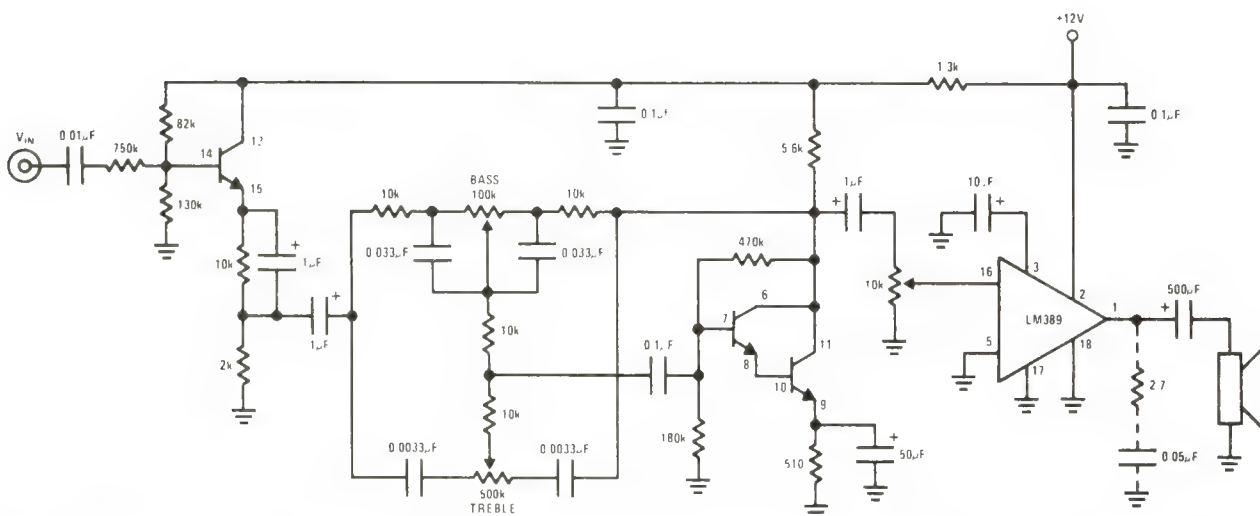 +12V
1 3k
0 1µF
0 1µF
82k
V_IN
0 01µF
750k
14
15
130k
5 6k
BASS
100k
10k
10k
1µF
10µF
0 033µF
0 033µF
470k
10k
1µF
1µF
10k
16
3
2
LM389
1
500µF
5
18
17
6
7
8
11
10
9
10k
0 1µF
2k
10k
180k
510
50µF
2 7
0 05µF
0 0033µF
0 0033µF
500k
TREBLE